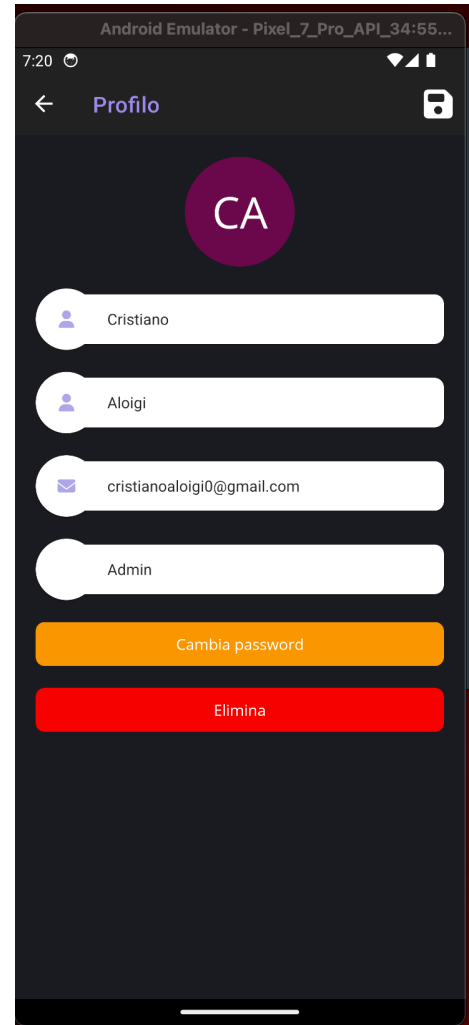 Android Emulator - Pixel_7_Pro_API_34:55...
7:20
Profilo
CA
Cristiano
Aloigi
cristianoaloigi0@gmail.com
Admin
Cambia password
Elimina